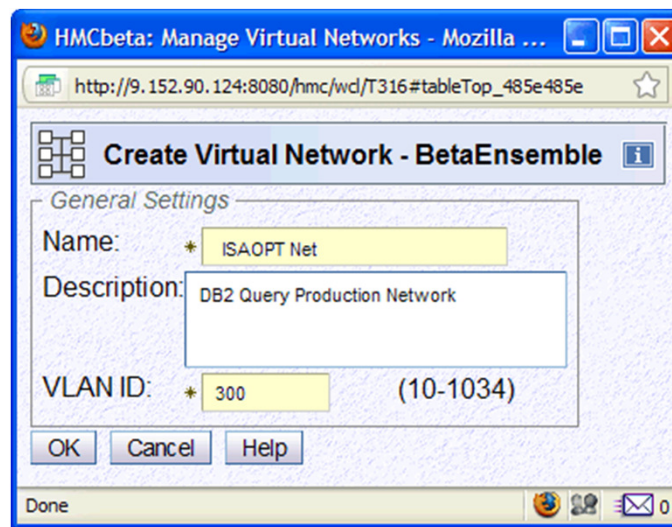 HMCbeta: Manage Virtual Networks - Mozilla ...
http://9.152.90.124:8080/hmc/wcl/T316#tableTop_485e485e
Create Virtual Network - BetaEnsemble i
General Settings
Name: * ISAOPT Net
Description: DB2 Query Production Network
VLAN ID: * 300 (10-1034)
OK Cancel Help
Done 0